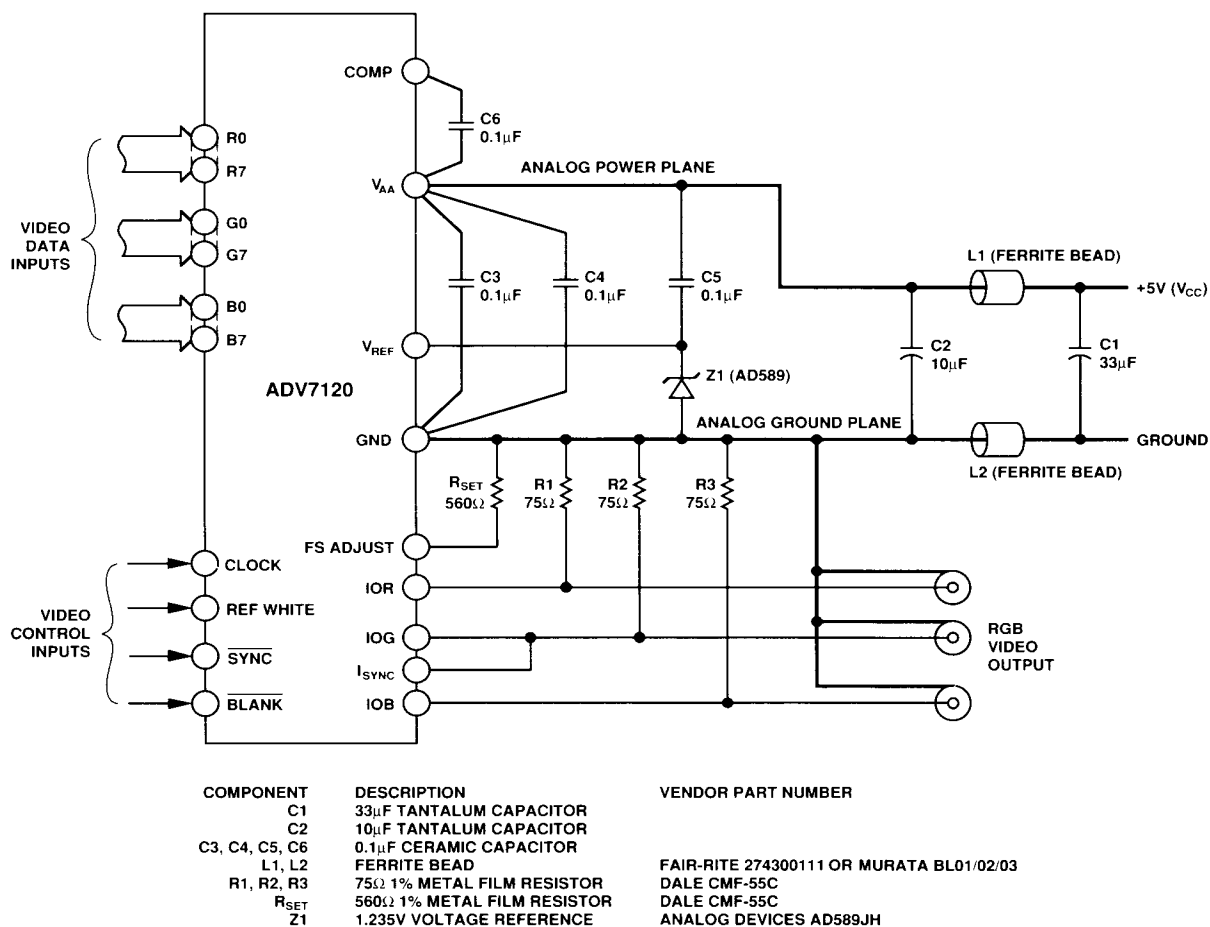 COMP
C6
0.1µF
R0
R7
ANALOG POWER PLANE
VAA
VIDEO
DATA
INPUTS
G0
G7
B0
B7
C3
0.1µF
C4
0.1µF
C5
0.1µF
L1 (FERRITE BEAD)
+5V (VCC)
VREF
C2
10µF
C1
33µF
Z1 (AD589)
ADV7120
ANALOG GROUND PLANE
GND
GROUND
L2 (FERRITE BEAD)
RSET
560Ω
R1
75Ω
R2
75Ω
R3
75Ω
FS ADJUST
VIDEO
CONTROL
INPUTS
CLOCK
REF WHITE
SYNC
BLANK
IOR
IOG
ISYNC
IOB
RGB
VIDEO
OUTPUT
COMPONENT DESCRIPTION VENDOR PART NUMBER
C1 33µF TANTALUM CAPACITOR
C2 10µF TANTALUM CAPACITOR
C3, C4, C5, C6 0.1µF CERAMIC CAPACITOR
L1, L2 FERRITE BEAD FAIR-RITE 274300111 OR MURATA BL01/02/03
R1, R2, R3 75Ω 1% METAL FILM RESISTOR DALE CMF-55C
RSET 560Ω 1% METAL FILM RESISTOR DALE CMF-55C
Z1 1.235V VOLTAGE REFERENCE ANALOG DEVICES AD589JH